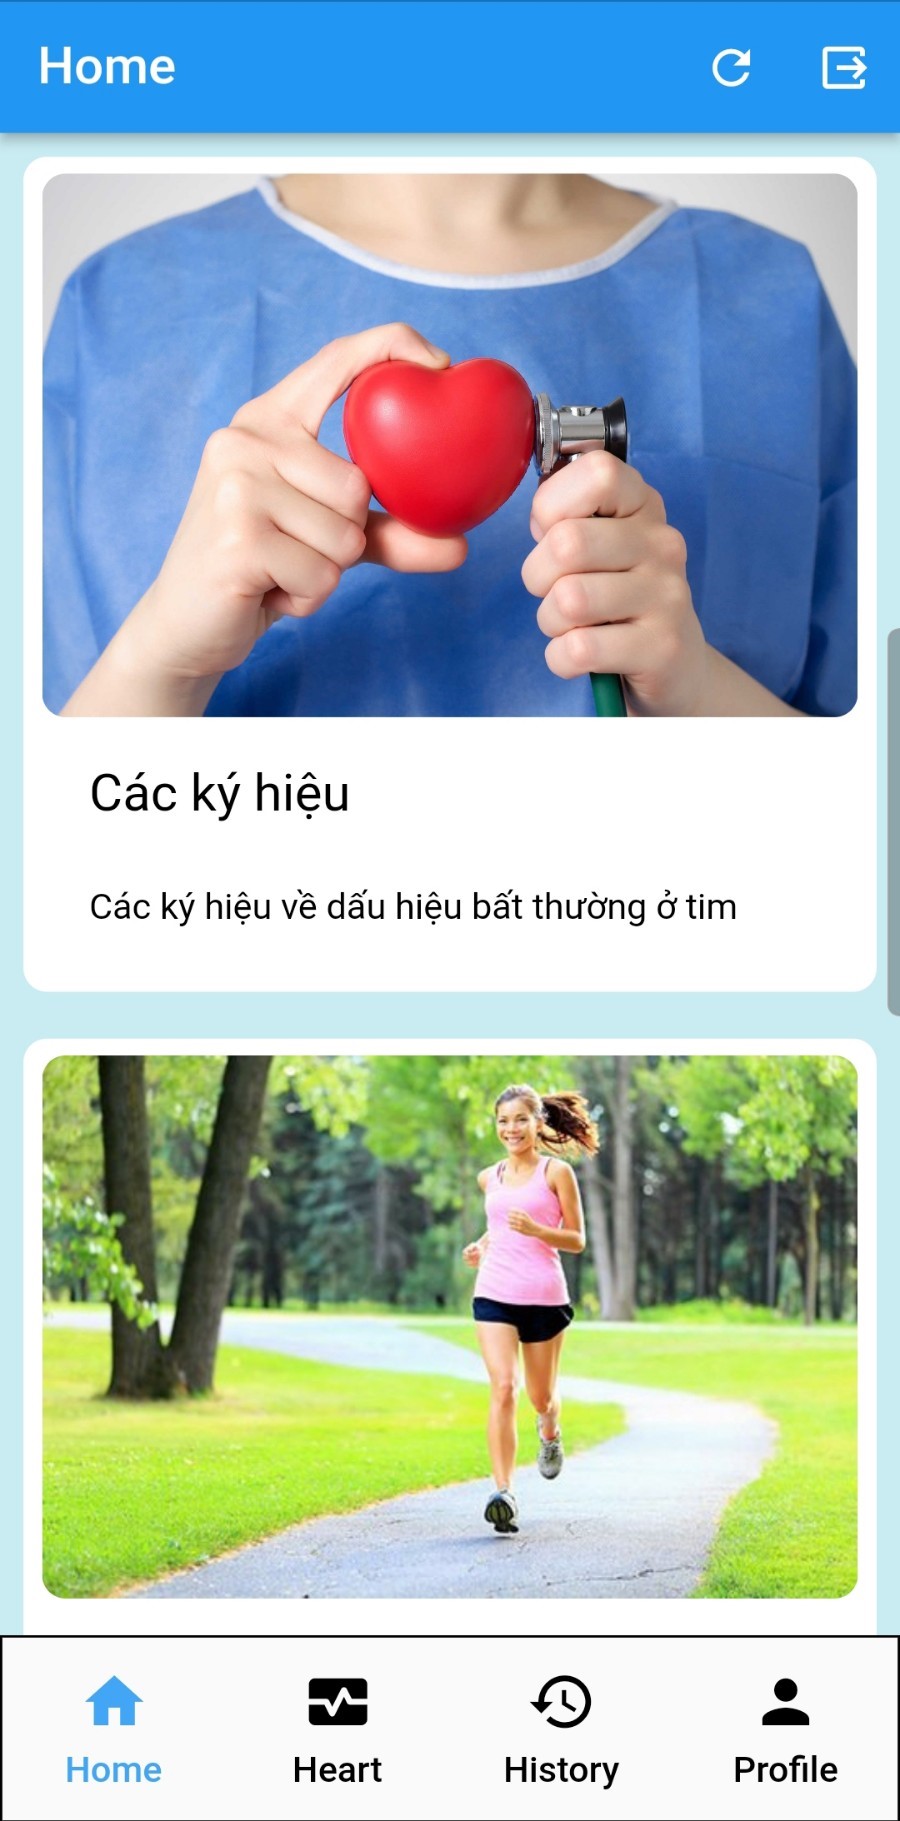 Home
Các ký hiệu
Các ký hiệu về dấu hiệu bất thường ở tim
Home
Heart
History
Profile